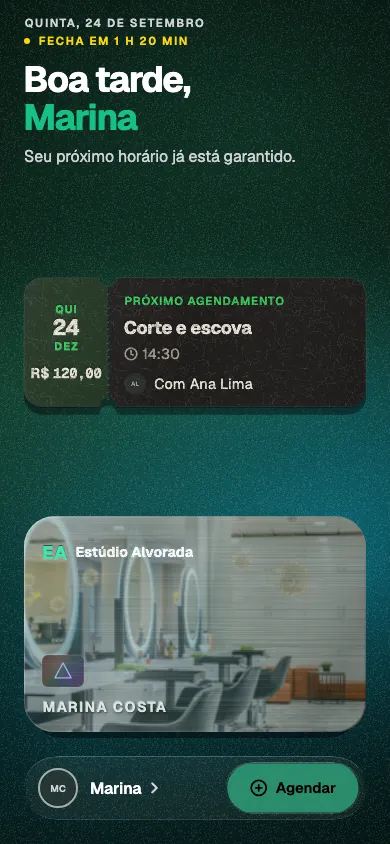 QUINTA, 24 DE SETEMBRO
FECHA EM 1 H 20 MIN
Boa tarde,
Marina
Seu próximo horário já está garantido.
QUI
24
DEZ
R$ 120,00
PRÓXIMO AGENDAMENTO
Corte e escova
14:30
AL Com Ana Lima
EA Estúdio Alvorada
MARINA COSTA
MC Marina
Agendar